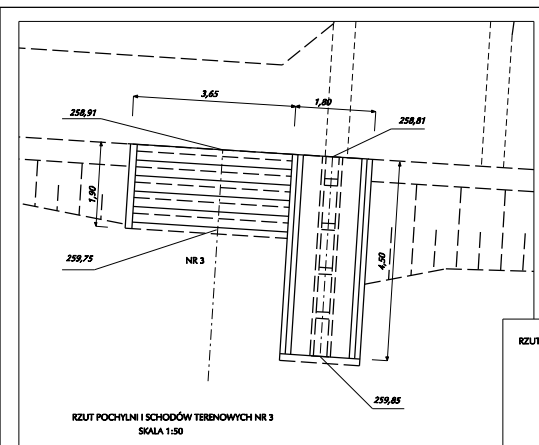 3,65
1,80
258,91
258,81
1,90
259,75
NR 3
4,50
RZUT
259,85
RZUT POCHYLNI I SCHODÓW TERENOWYCH NR 3
SKALA 1:50